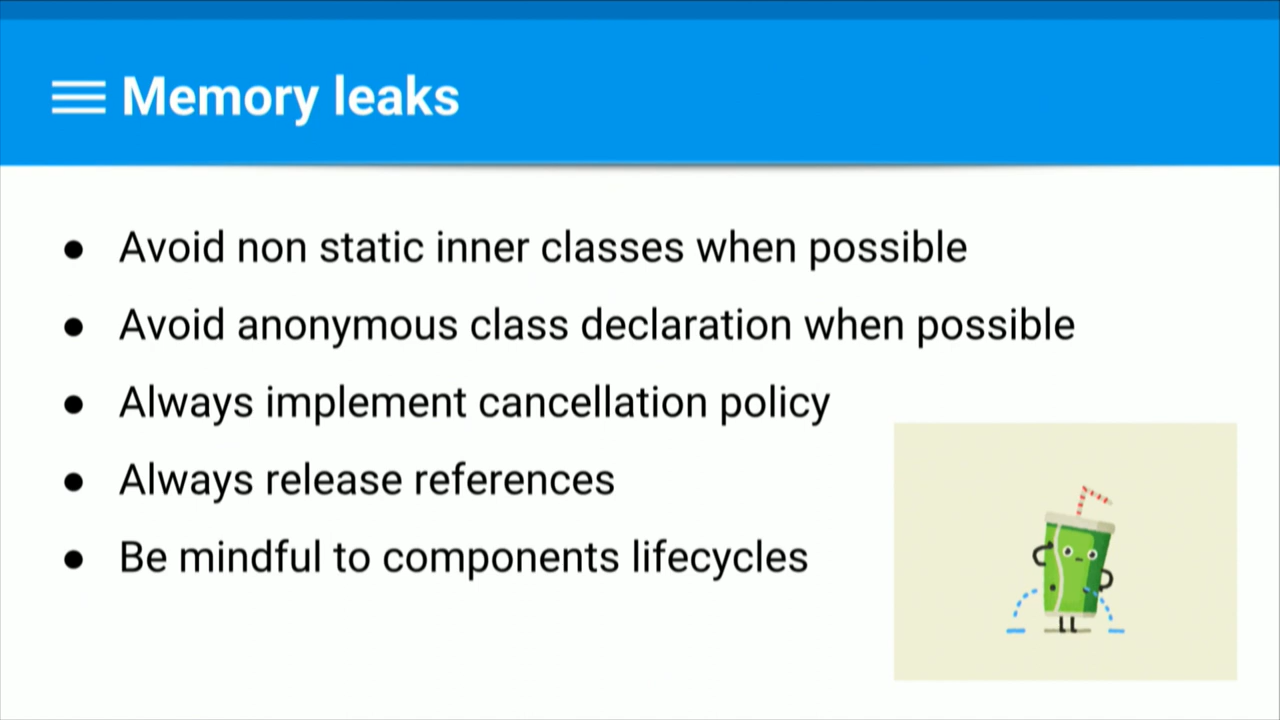 Memory leaks
● Avoid non static inner classes when possible
● Avoid anonymous class declaration when possible
● Always implement cancellation policy
● Always release references
● Be mindful to components lifecycles